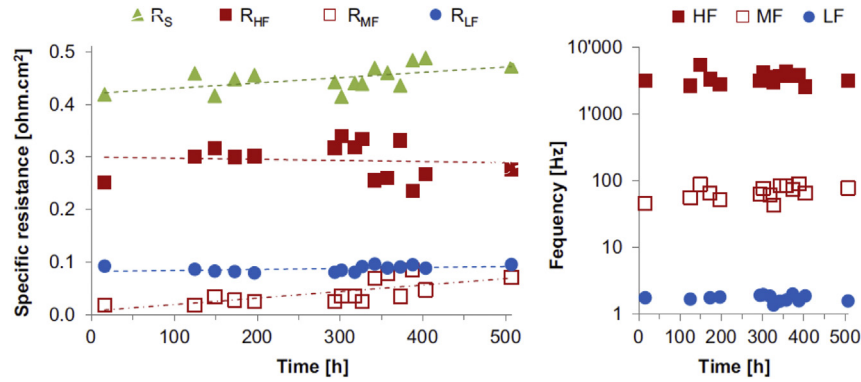 R_S R_HF R_MF R_LF
Specific resistance [ohm.cm²]
0.5
0.4
0.3
0.2
0.1
0.0
0 100 200 300 400 500
Time [h]
HF MF LF
Fequency [Hz]
10'000
1'000
100
10
1
0 100 200 300 400 500
Time [h]